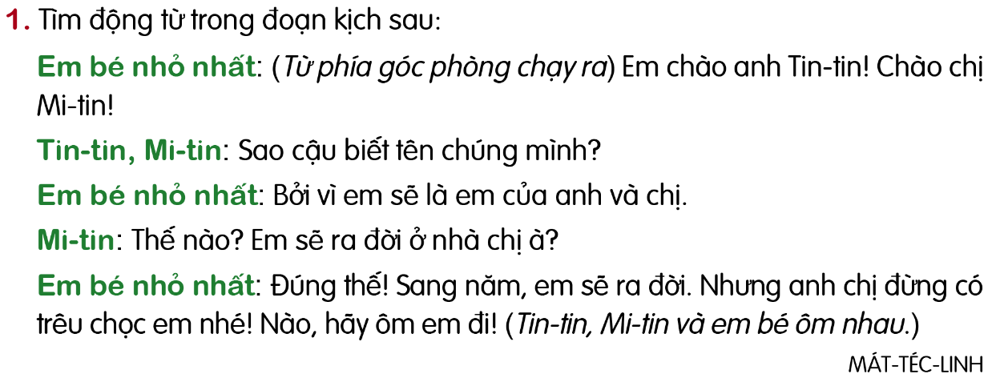 1. Tìm động từ trong đoạn kịch sau:
Em bé nhỏ nhất: (Từ phía góc phòng chạy ra) Em chào anh Tin-tin! Chào chị
Mi-tin!
Tin-tin, Mi-tin: Sao cậu biết tên chúng mình?
Em bé nhỏ nhất: Bởi vì em sẽ là em của anh và chị.
Mi-tin: Thế nào? Em sẽ ra đời ở nhà chị à?
Em bé nhỏ nhất: Đúng thế! Sang năm, em sẽ ra đời. Nhưng anh chị đừng có
trêu chọc em nhé! Nào, hãy ôm em đi! (Tin-tin, Mi-tin và em bé ôm nhau.)
MÁT-TÉC-LINH